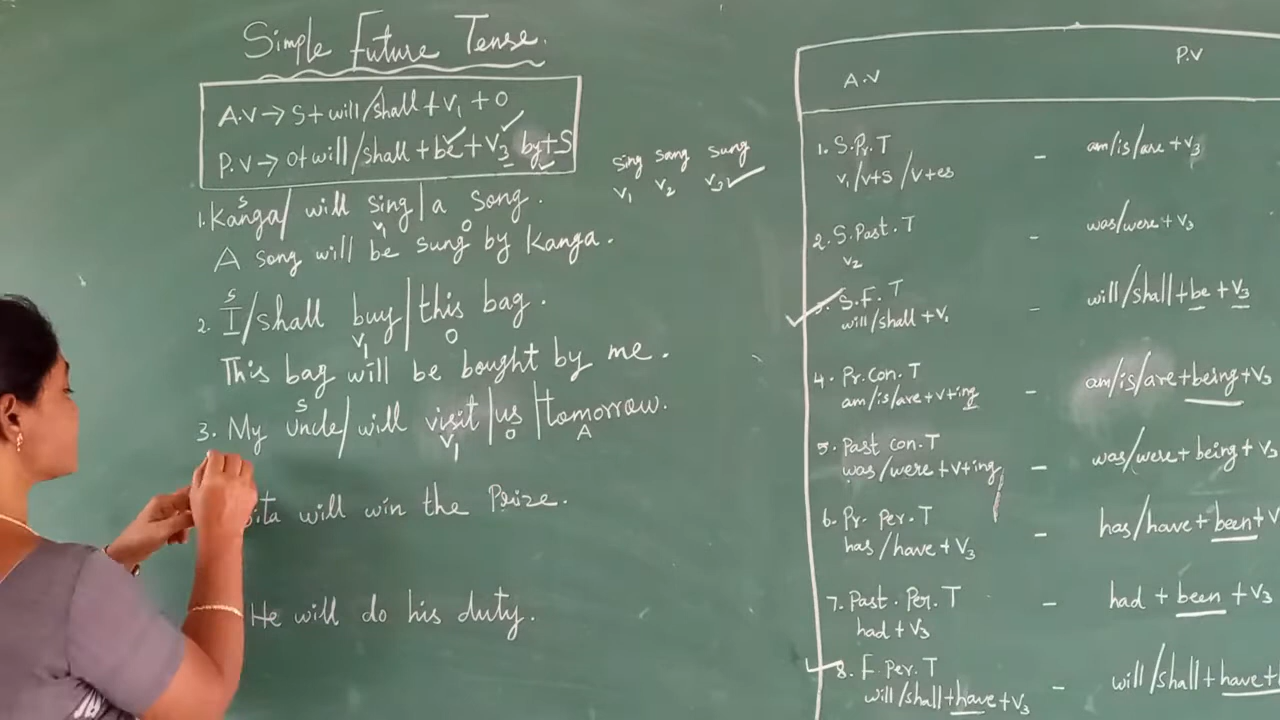 Simple Future Tense.
A.V → S + will/shall + V1 + O
P.V → O + will/shall + be + V3 by + S
sing sang sung
V1 V2 V3
S
1. Kanga/ will sing | a song.
V1 O
A song will be sung by Kanga.
S
2. I/shall buy | this bag.
V1 O
This bag will be bought by me.
S
3. My uncle/ will visit | us | tomorrow.
V1 O A
will win the Prize.
He will do his duty.
A.V P.V
1. S.Pr.T - am/is/are + V3
V1/V+s /V+es
2. S.Past.T - was/were + V3
V2
S.F.T - will/shall + be + V3
will/shall + V1
4. Pr.Con.T - am/is/are + being + V3
am/is/are + V+ing
5. Past con.T - was/were + being + V3
was/were + V+ing
6. Pr. Per.T - has/have + been + V
has/have + V3
7. Past. Per.T - had + been + V3
had + V3
8. F. Per.T - will/shall + have +
will/shall + have + V3